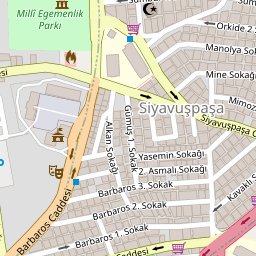 Millî Egemenlik
Parkı
Orkide 2
Manolya Sokağı
Mine Sokağı
Mimoz
Siyavuşpaşa
Siyavuşpaşa C
Alkan Sokağı
Gümüş 1. Sokak
Yasemin Sokağı
2. Asmalı Sokağı
Barbaros 3. Sokak
Barbaros 2. Sokak
Barbaros 1. Sokak
Barbaros Caddesi
Kavaklı S
Caddesi